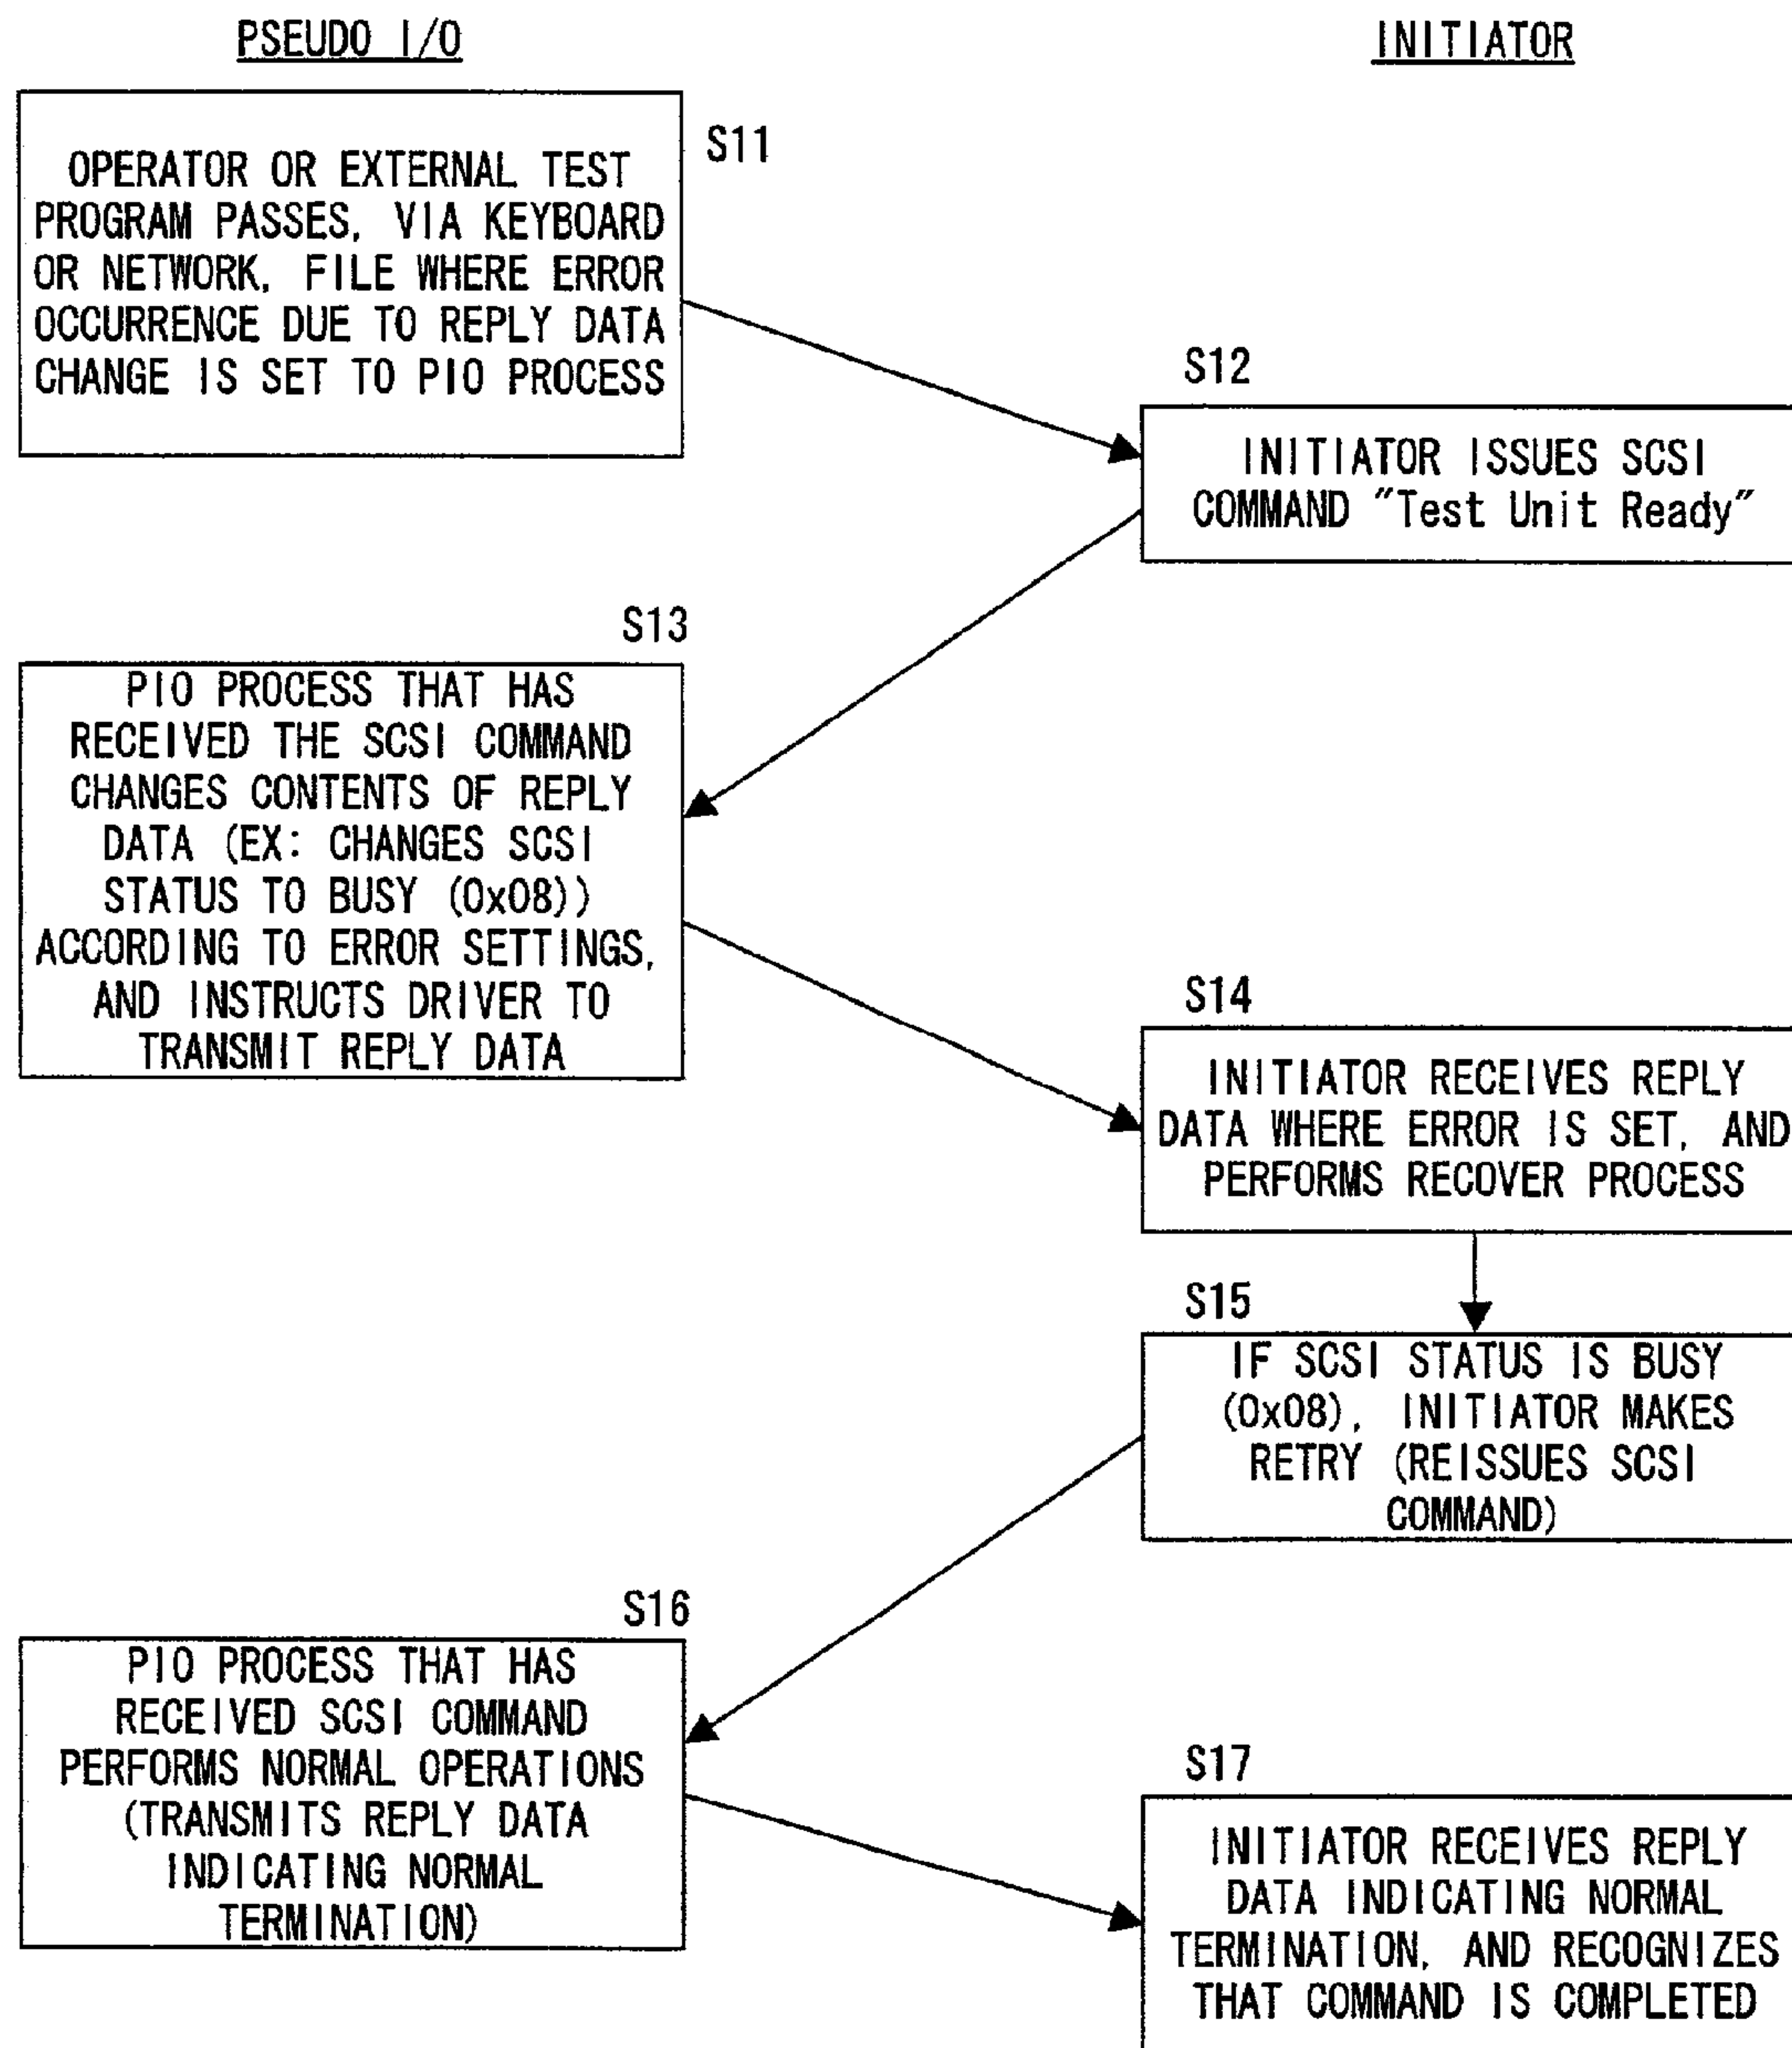 PSEUDO I/O
INITIATOR
S11
OPERATOR OR EXTERNAL TEST
PROGRAM PASSES, VIA KEYBOARD
OR NETWORK, FILE WHERE ERROR
OCCURRENCE DUE TO REPLY DATA
CHANGE IS SET TO PIO PROCESS
S12
INITIATOR ISSUES SCSI
COMMAND "Test Unit Ready"
S13
PIO PROCESS THAT HAS
RECEIVED THE SCSI COMMAND
CHANGES CONTENTS OF REPLY
DATA (EX: CHANGES SCSI
STATUS TO BUSY (0x08))
ACCORDING TO ERROR SETTINGS,
AND INSTRUCTS DRIVER TO
TRANSMIT REPLY DATA
S14
INITIATOR RECEIVES REPLY
DATA WHERE ERROR IS SET, AND
PERFORMS RECOVER PROCESS
S15
IF SCSI STATUS IS BUSY
(0x08), INITIATOR MAKES
RETRY (REISSUES SCSI
COMMAND)
S16
PIO PROCESS THAT HAS
RECEIVED SCSI COMMAND
PERFORMS NORMAL OPERATIONS
(TRANSMITS REPLY DATA
INDICATING NORMAL
TERMINATION)
S17
INITIATOR RECEIVES REPLY
DATA INDICATING NORMAL
TERMINATION, AND RECOGNIZES
THAT COMMAND IS COMPLETED